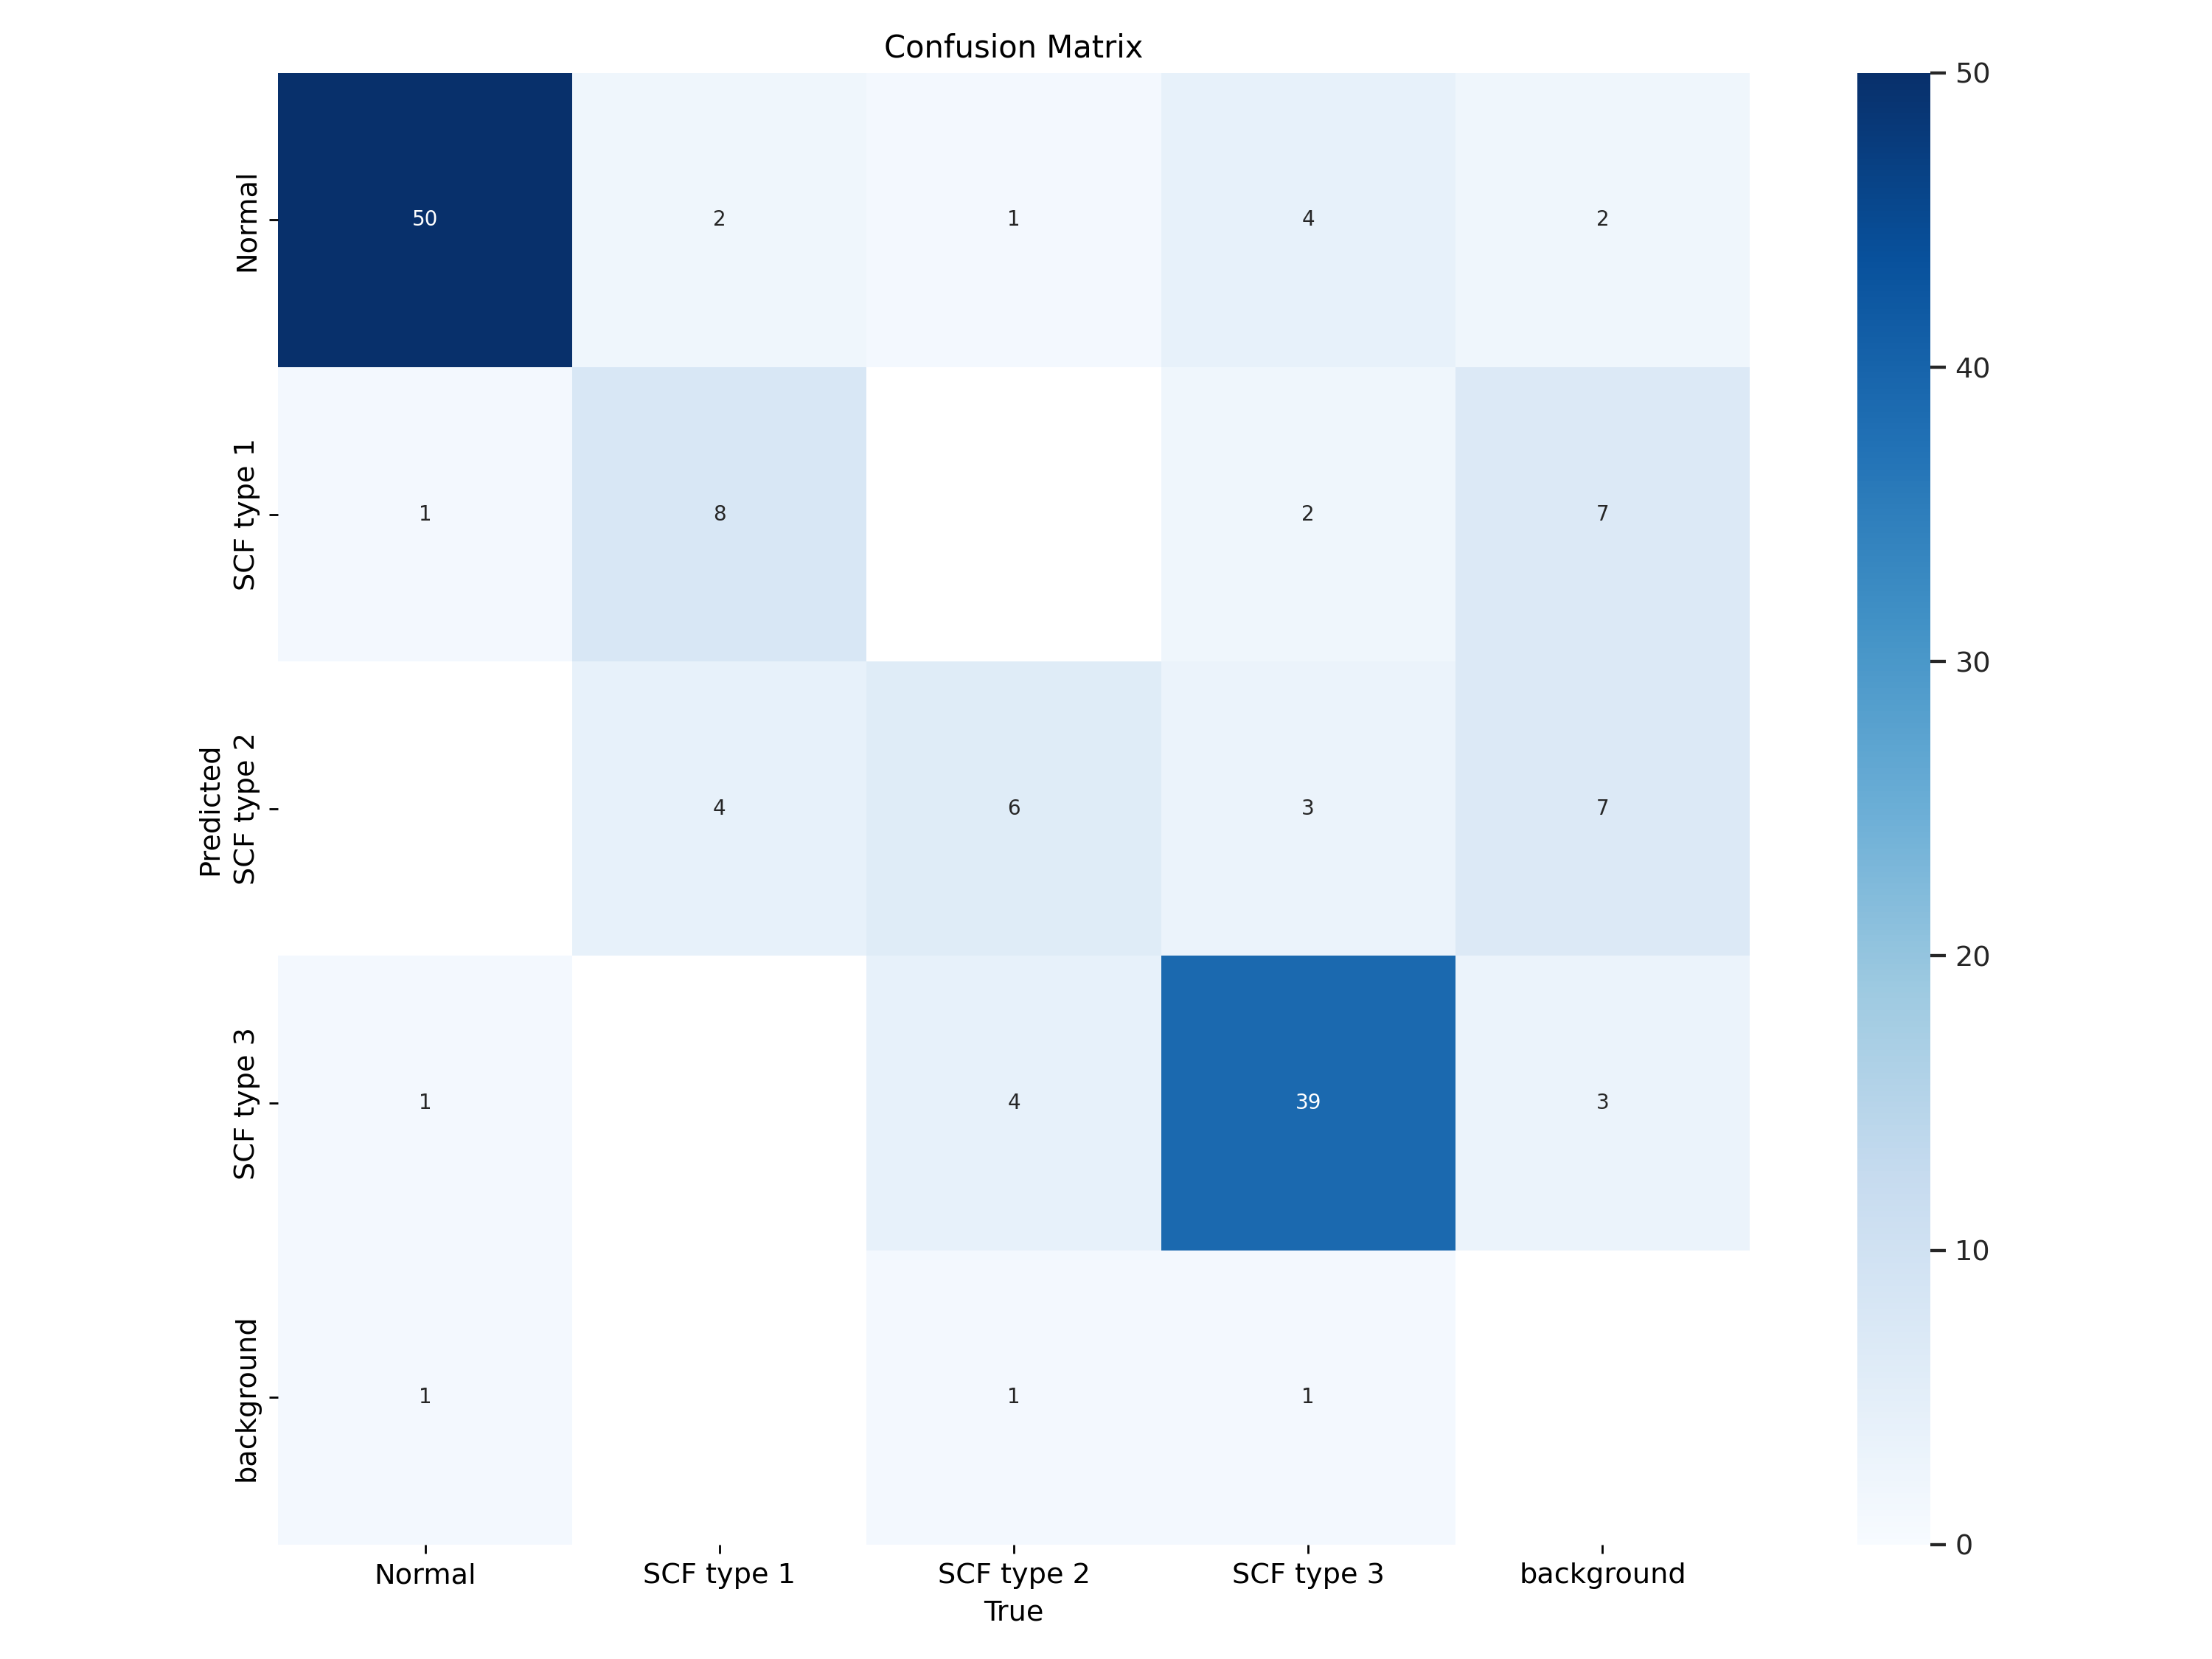 Confusion Matrix
Normal
50
2
1
4
2
SCF type 1
1
8
2
7
Predicted
SCF type 2
4
6
3
7
SCF type 3
1
4
39
3
background
1
1
1
Normal
SCF type 1
SCF type 2
SCF type 3
background
True
50
40
30
20
10
0